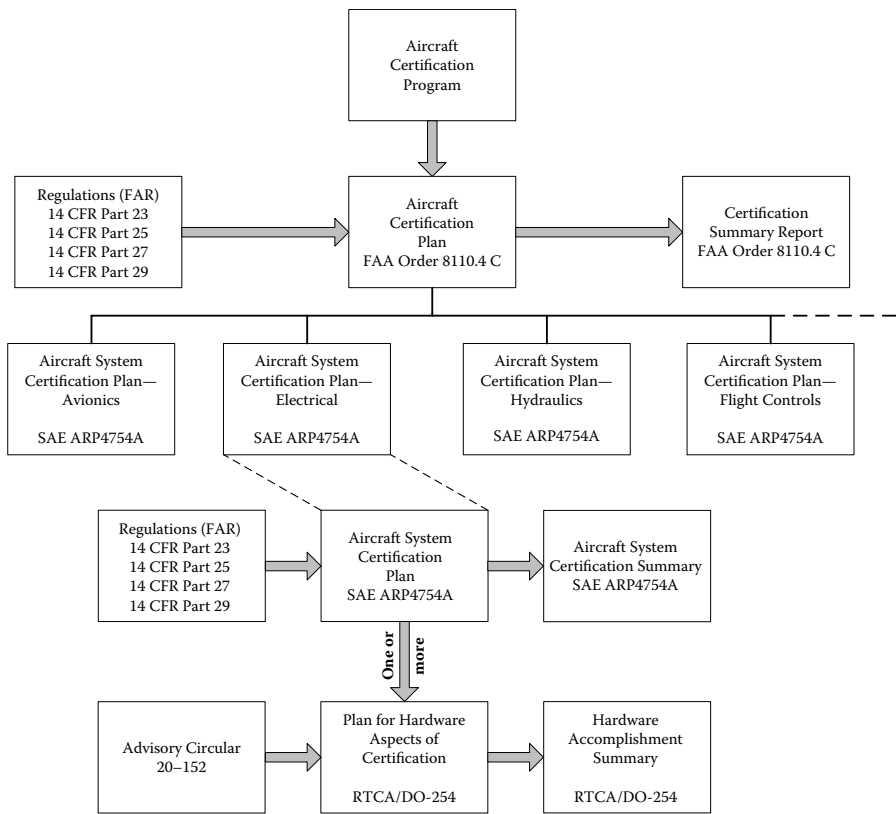 Aircraft
Certification
Program
Regulations (FAR)
14 CFR Part 23
14 CFR Part 25
14 CFR Part 27
14 CFR Part 29
Aircraft
Certification
Plan
FAA Order 8110.4 C
Certification
Summary Report
FAA Order 8110.4 C
Aircraft System
Certification Plan—
Avionics
SAE ARP4754A
Aircraft System
Certification Plan—
Electrical
SAE ARP4754A
Aircraft System
Certification Plan—
Hydraulics
SAE ARP4754A
Aircraft System
Certification Plan—
Flight Controls
SAE ARP4754A
Regulations (FAR)
14 CFR Part 23
14 CFR Part 25
14 CFR Part 27
14 CFR Part 29
Aircraft System
Certification
Plan
SAE ARP4754A
Aircraft System
Certification Summary
SAE ARP4754A
One or
more
Advisory Circular
20–152
Plan for Hardware
Aspects of
Certification
RTCA/DO-254
Hardware
Accomplishment
Summary
RTCA/DO-254